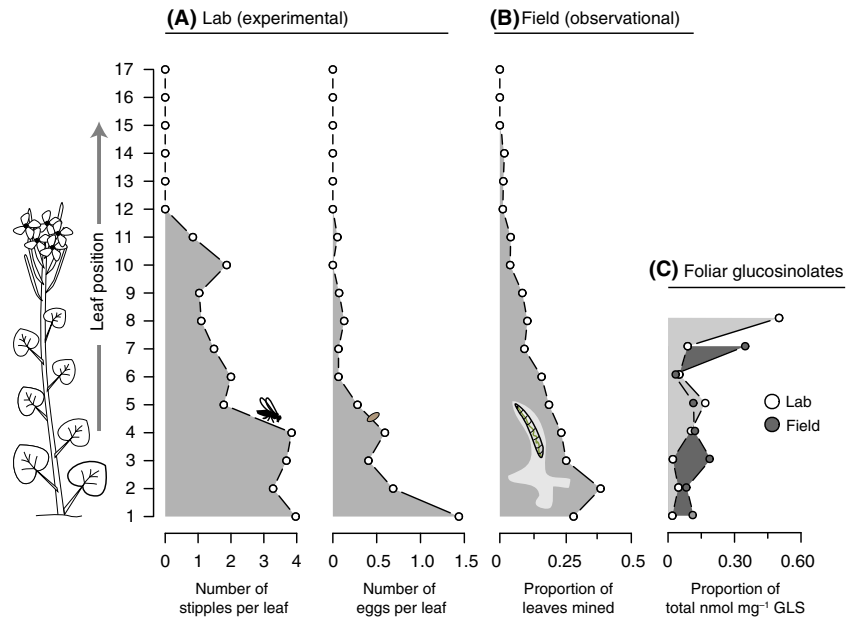 (A) Lab (experimental)
(B) Field (observational)
17
16
15
14
13
12
11
10
9
8
7
6
5
4
3
2
1
Leaf position
0 1 2 3 4
Number of
stipples per leaf
0 0.5 1.0 1.5
Number of
eggs per leaf
0 0.25 0.5
Proportion of
leaves mined
(C) Foliar glucosinolates
Lab
Field
0 0.30 0.60
Proportion of
total nmol mg⁻¹ GLS